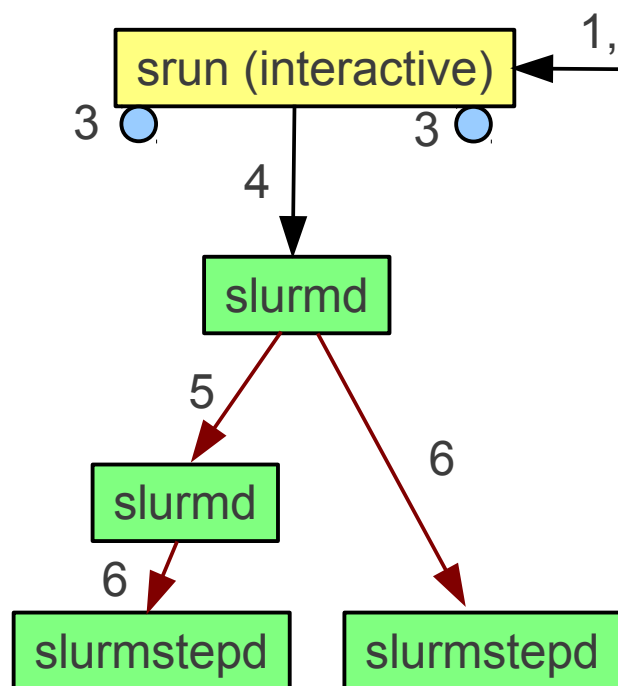 1,
srun (interactive)
3
3
4
slurmd
5
6
slurmd
6
slurmstepd
slurmstepd